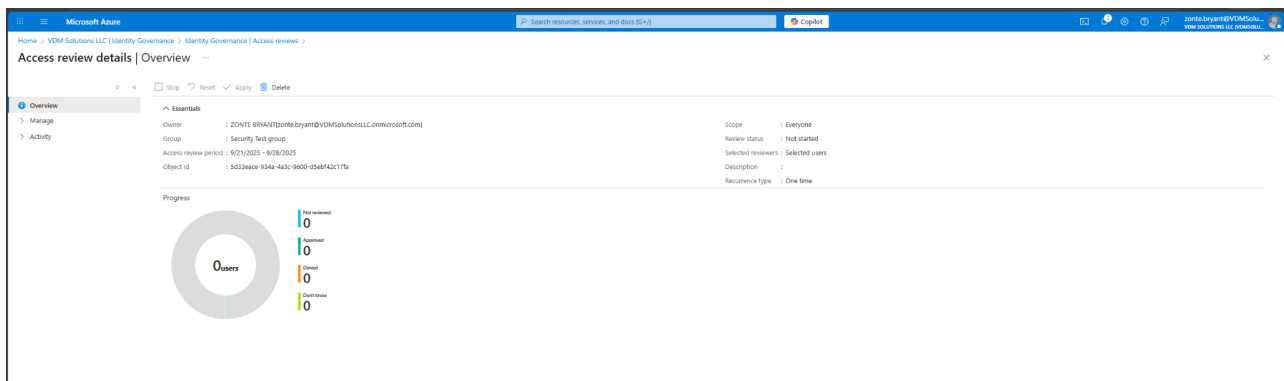 Microsoft Azure
Search resources, services, and docs (G+/)
Copilot
zonte.bryant@VDMSolu...
VDM SOLUTIONS LLC (VDMSOLU...
Home > VDM Solutions LLC | Identity Governance > Identity Governance | Access reviews >
Access review details | Overview ...
Stop Reset Apply Delete
Overview
Manage
Activity
Essentials
Owner : ZONTE BRYANT[zonte.bryant@VDMSolutionsLLC.onmicrosoft.com]
Group : Security Test group
Access review period : 9/21/2025 - 9/28/2025
Object Id : 5d33eace-934a-4a3c-9600-d5ebf42c17fa
Scope : Everyone
Review status : Not started
Selected reviewers : Selected users
Description :
Recurrence type : One time
Progress
0users
Not reviewed
0
Approved
0
Denied
0
Don't know
0